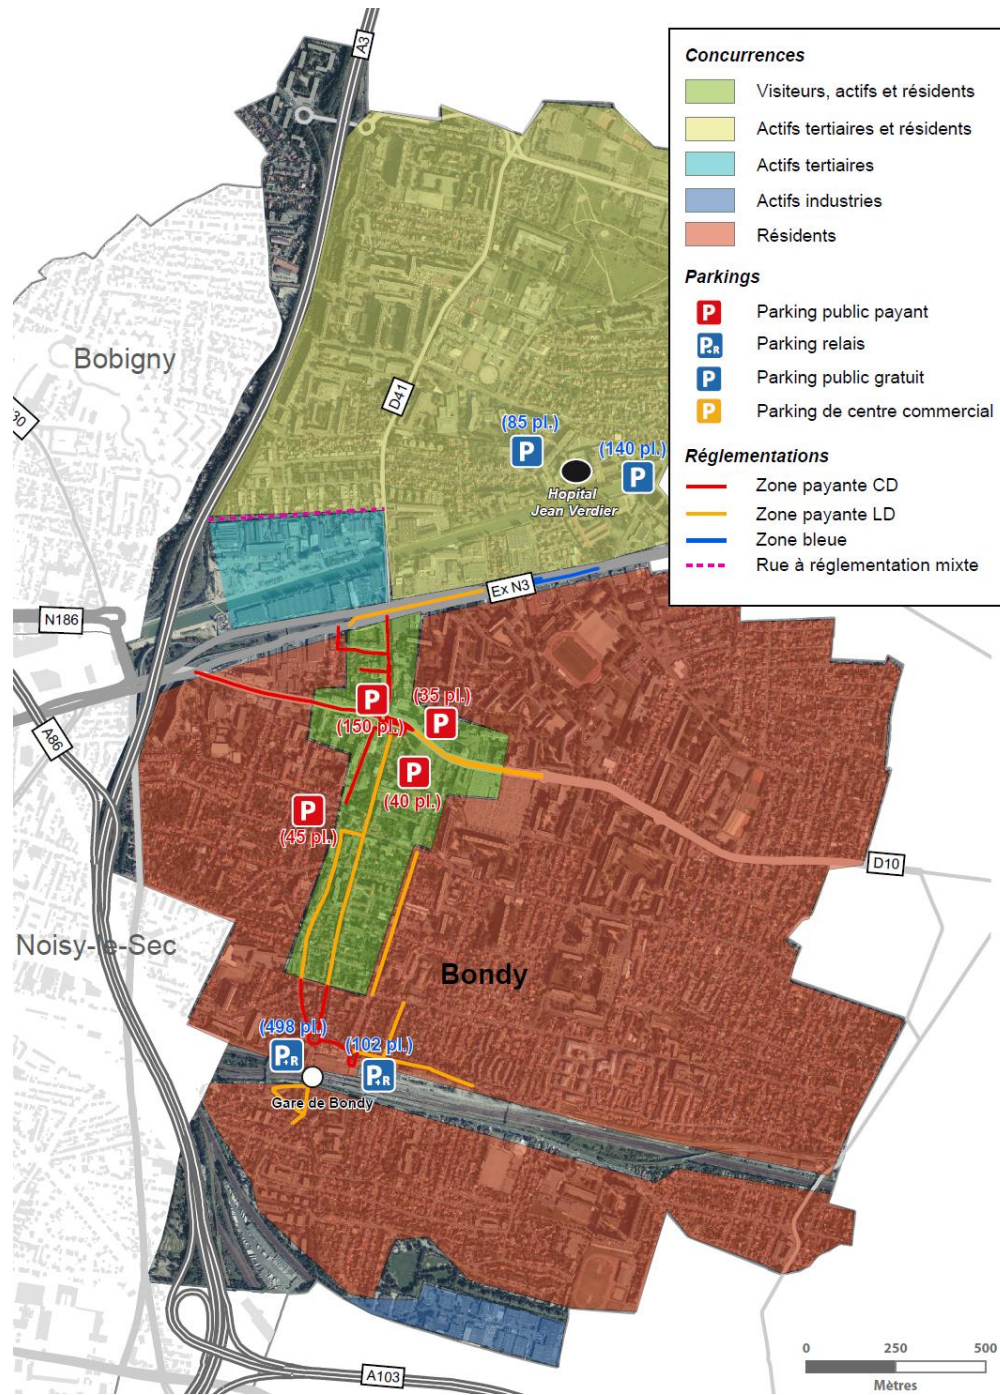 A3
Concurrences
Visiteurs, actifs et résidents
Actifs tertiaires et résidents
Actifs tertiaires
Actifs industries
Résidents
Parkings
P
Parking public payant
P+R
Parking relais
P
Parking public gratuit
P
Parking de centre commercial
Réglementations
Zone payante CD
Zone payante LD
Zone bleue
Rue à réglementation mixte
Bobigny
D41
30
(85 pl.)
P
(140 pl.)
P
Hopital
Jean Verdier
Ex N3
N186
P
(150 pl.)
(35 pl.)
P
A86
P
(40 pl.)
P
(45 pl.)
D10
Noisy-le-Sec
Bondy
(498 pl.)
P+R
(102 pl.)
P+R
Gare de Bondy
A103
0 250 500
Mètres